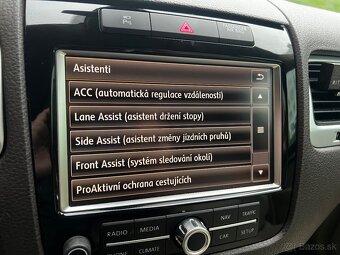 Asistenti
ACC (automatická regulace vzdálenosti)
Lane Assist (asistent držení stopy)
Side Assist (asistent změny jízdních pruhů)
Front Assist (systém sledování okolí)
ProAktivní ochrana cestujících
RADIO MEDIA NAV TRAFFIC
PHONE CLIMATE CAR SETUP
bazos.sk